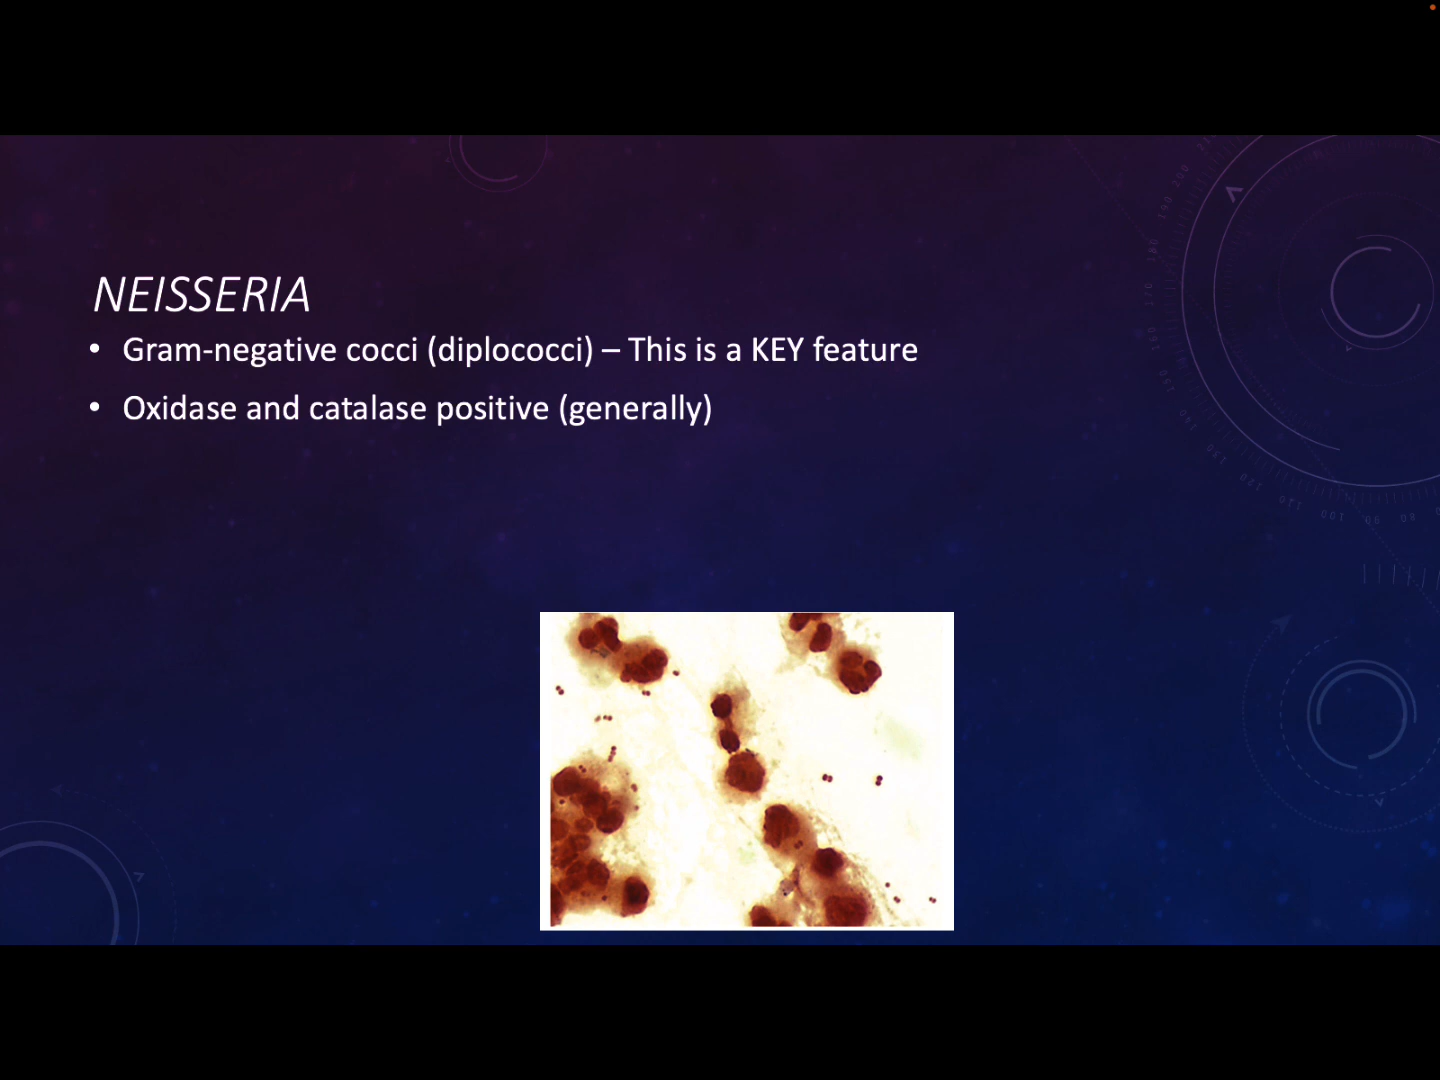 NEISSERIA
• Gram-negative cocci (diplococci) – This is a KEY feature
• Oxidase and catalase positive (generally)